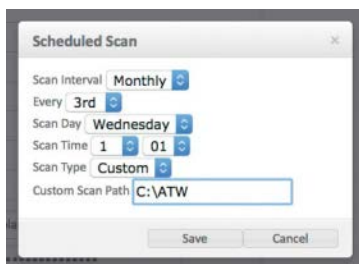 Scheduled Scan ×
Scan Interval Monthly
Every 3rd
Scan Day Wednesday
Scan Time 1 01
Scan Type Custom
Custom Scan Path C:\ATW
Save Cancel